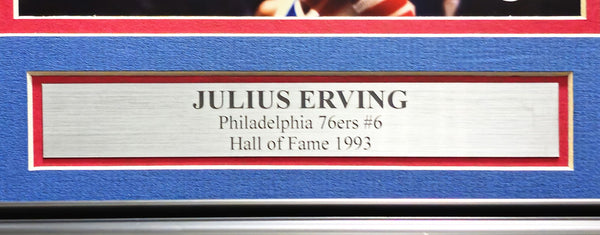 JULIUS ERVING
Philadelphia 76ers #6
Hall of Fame 1993